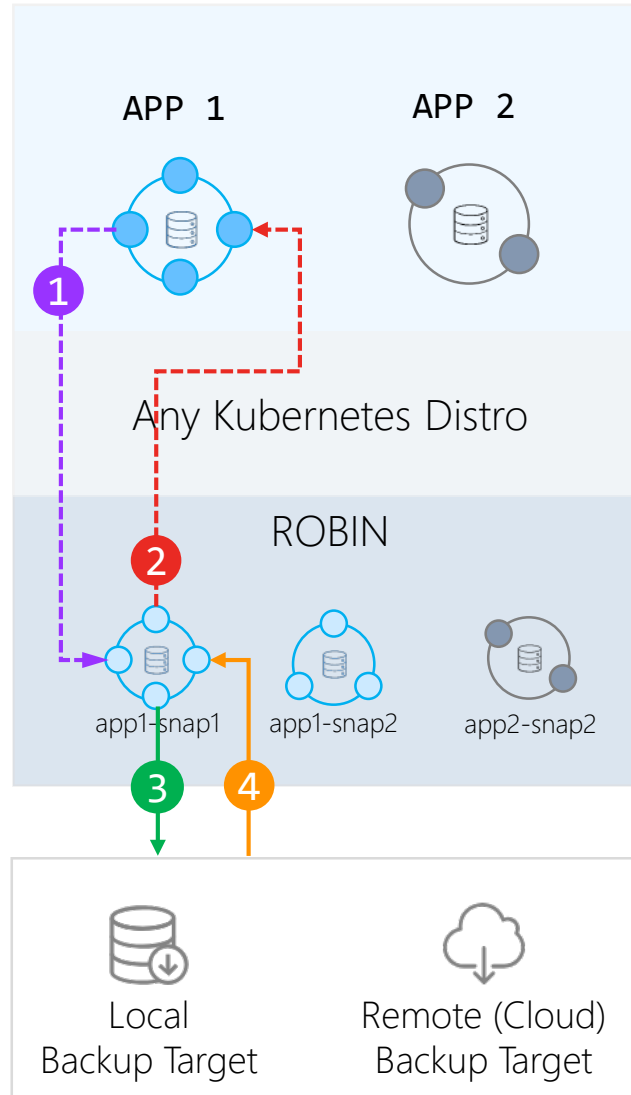 APP 1
APP 2
1
Any Kubernetes Distro
ROBIN
2
app1-snap1
app1-snap2
app2-snap2
3
4
Local
Backup Target
Remote (Cloud)
Backup Target